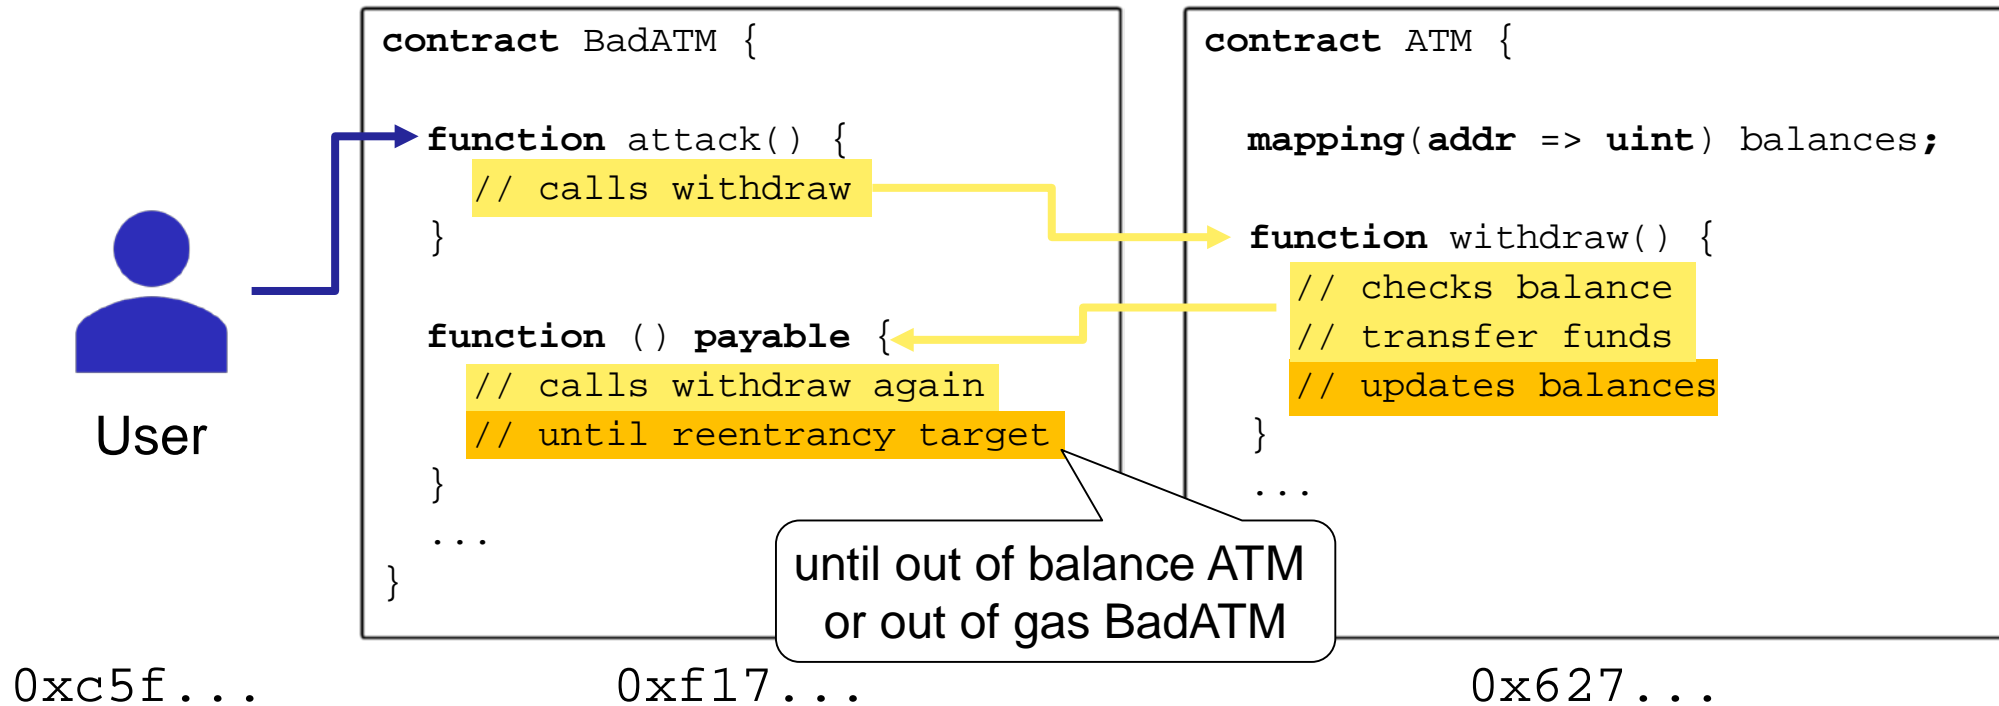 User
0xc5f...
contract BadATM {
function attack() {
// calls withdraw
}
function () payable {
// calls withdraw again
// until reentrancy target
}
...
}
0xf17...
until out of balance ATM
or out of gas BadATM
contract ATM {
mapping(addr => uint) balances;
function withdraw() {
// checks balance
// transfer funds
// updates balances
}
...
0x627...